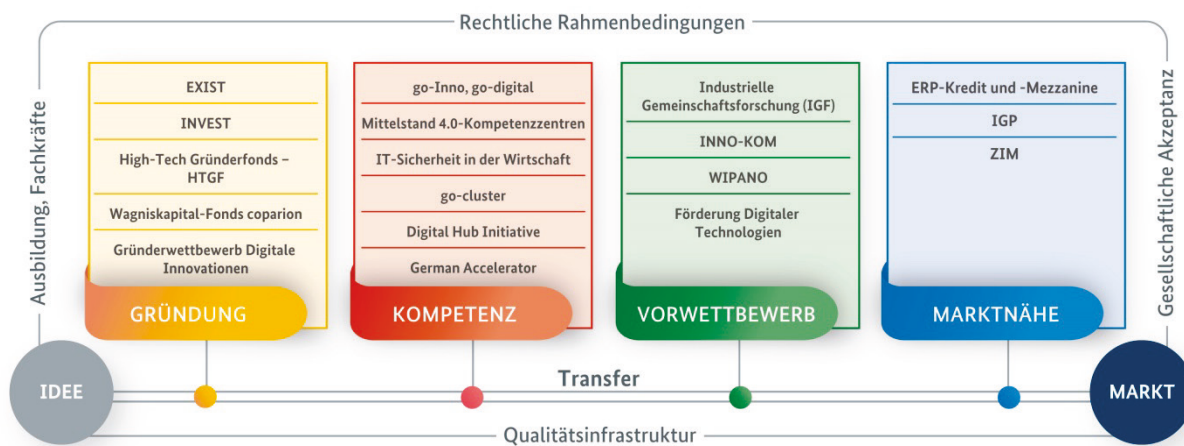 Rechtliche Rahmenbedingungen
Ausbildung, Fachkräfte
EXIST
INVEST
High-Tech Gründerfonds –
HTGF
Wagniskapital-Fonds coparion
Gründerwettbewerb Digitale
Innovationen
GRÜNDUNG
go-Inno, go-digital
Mittelstand 4.0-Kompetenzzentren
IT-Sicherheit in der Wirtschaft
go-cluster
Digital Hub Initiative
German Accelerator
KOMPETENZ
Industrielle
Gemeinschaftsforschung (IGF)
INNO-KOM
WIPANO
Förderung Digitaler
Technologien
VORWETTBEWERB
ERP-Kredit und -Mezzanine
IGP
ZIM
MARKTNÄHE
Gesellschaftliche Akzeptanz
IDEE
Transfer
MARKT
Qualitätsinfrastruktur